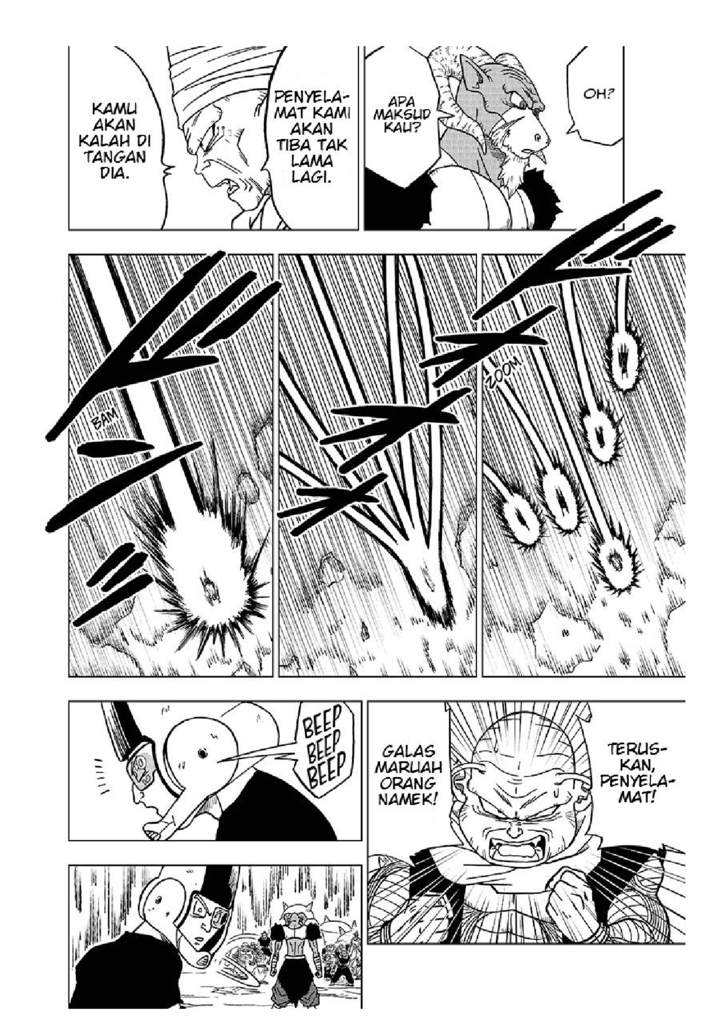 OH?
APA
MAKSUD
KAU?
PENYELA-
MAT KAMI
AKAN
TIBA TAK
LAMA
LAGI.
KAMU
AKAN
KALAH DI
TANGAN
DIA.
ZOOM
BAM
TERUS-
KAN,
PENYELA-
MAT!
GALAS
MARUAH
ORANG
NAMEK!
BEEP
BEEP
BEEP